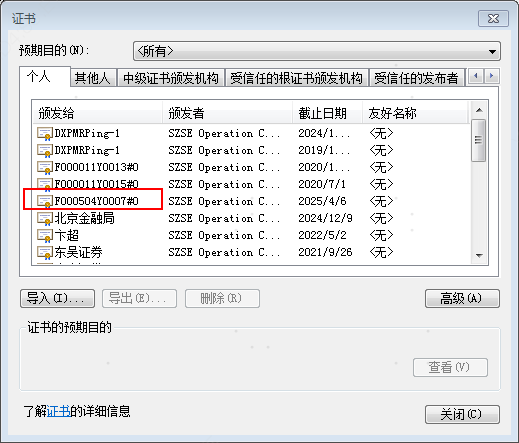 证书
预期目的(N): <所有>
个人 其他人 中级证书颁发机构 受信任的根证书颁发机构 受信任的发布者
颁发给 颁发者 截止日期 友好名称
DXPMRPing-1 SZSE Operation C... 2024/1... <无>
DXPMRPing-1 SZSE Operation C... 2019/1... <无>
F000011Y0013#0 SZSE Operation C... 2020/1... <无>
F000011Y0015#0 SZSE Operation C... 2020/7/1 <无>
F000504Y0007#0 SZSE Operation C... 2025/4/6 <无>
北京金融局 SZSE Operation C... 2024/12/9 <无>
卞超 SZSE Operation C... 2022/5/2 <无>
东吴证券 SZSE Operation C... 2021/9/26 <无>
导入(I)... 导出(E)... 删除(R) 高级(A)
证书的预期目的
查看(V)
了解证书的详细信息
关闭(C)